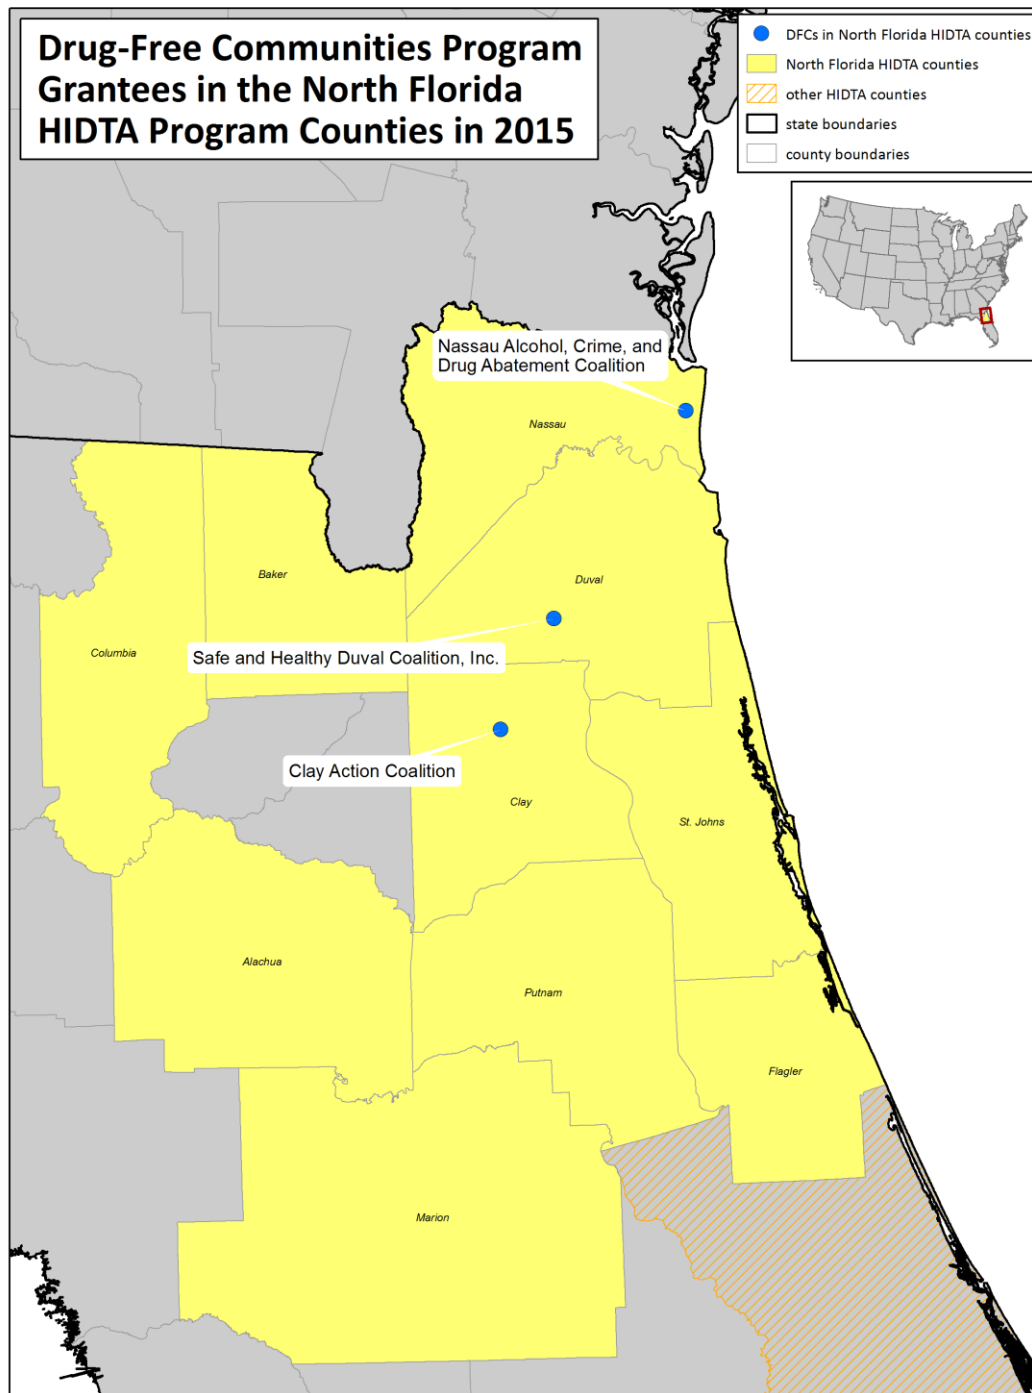 Drug-Free Communities Program
Grantees in the North Florida
HIDTA Program Counties in 2015
DFCs in North Florida HIDTA counties
North Florida HIDTA counties
other HIDTA counties
state boundaries
county boundaries
Nassau Alcohol, Crime, and
Drug Abatement Coalition
Nassau
Baker
Duval
Columbia
Safe and Healthy Duval Coalition, Inc.
Clay Action Coalition
Clay
St. Johns
Alachua
Putnam
Flagler
Marion